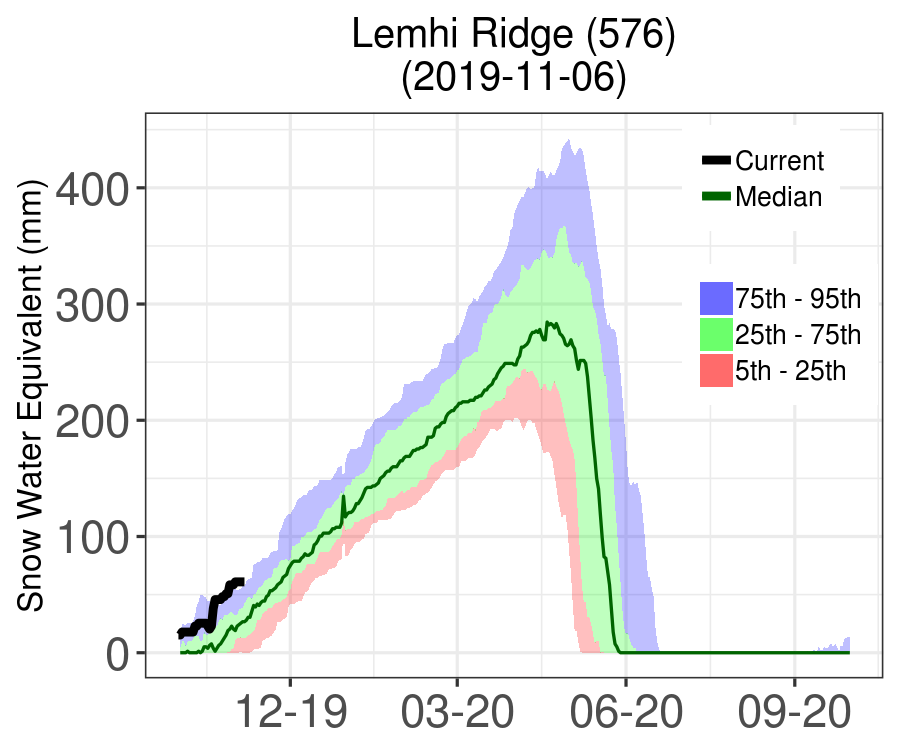 Lemhi Ridge (576)
(2019-11-06)
Snow Water Equivalent (mm)
400
300
200
100
0
12-19
03-20
06-20
09-20
Current
Median
75th - 95th
25th - 75th
5th - 25th